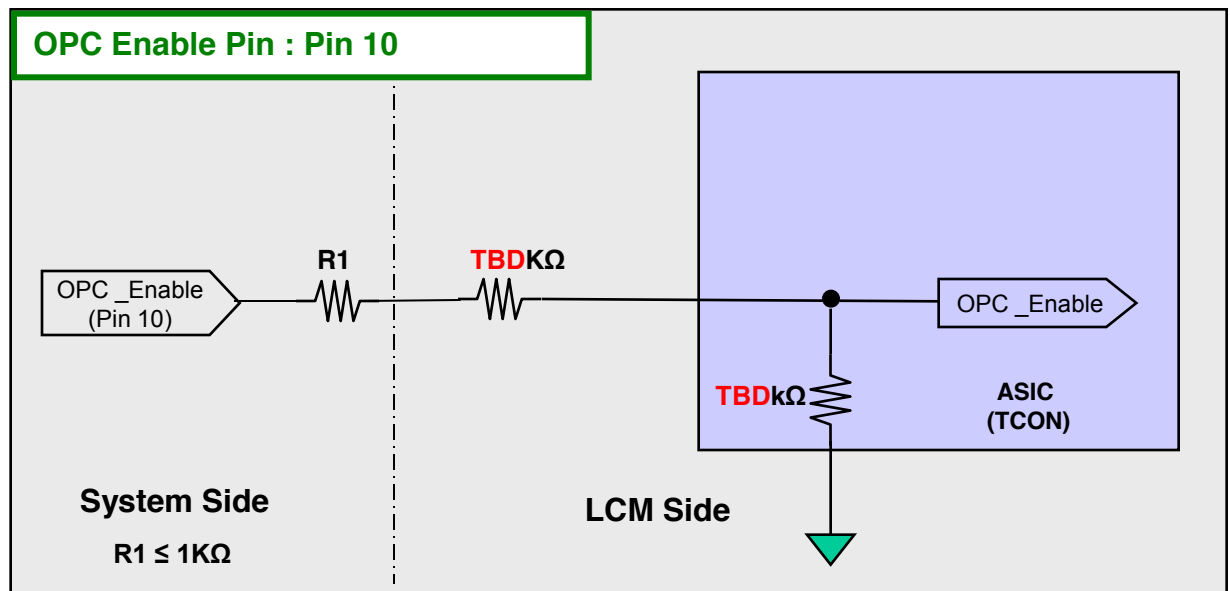 OPC Enable Pin : Pin 10
R1
TBDKΩ
OPC _Enable
(Pin 10)
OPC _Enable
TBDkΩ
ASIC
(TCON)
System Side
LCM Side
R1 ≤ 1KΩ